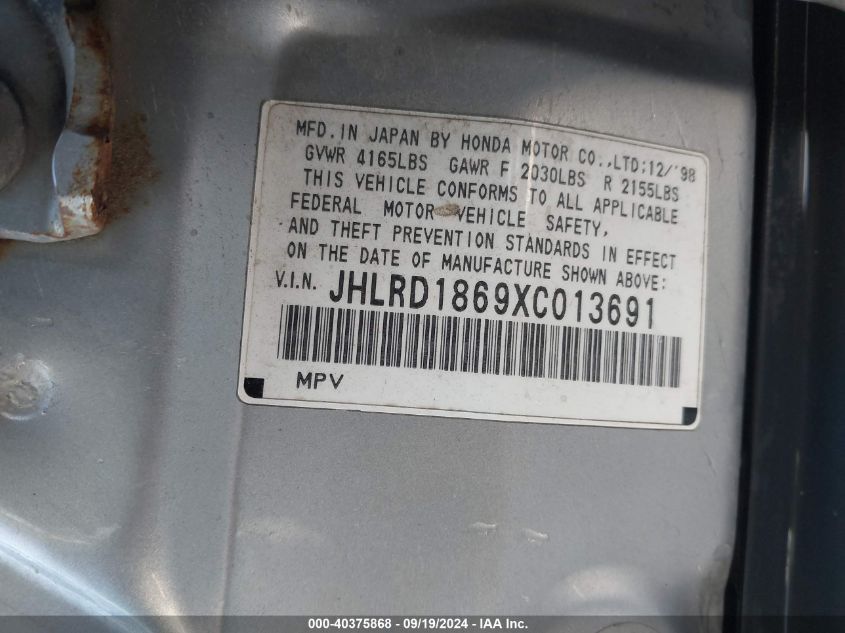 MFD. IN JAPAN BY HONDA MOTOR CO.,LTD;12/'98
GVWR 4165LBS GAWR F 2030LBS R 2155LBS
THIS VEHICLE CONFORMS TO ALL APPLICABLE
FEDERAL MOTOR VEHICLE SAFETY,
AND THEFT PREVENTION STANDARDS IN EFFECT
ON THE DATE OF MANUFACTURE SHOWN ABOVE:
V.I.N. JHLRD1869XC013691
MPV
000-40375868 - 09/19/2024 - IAA Inc.